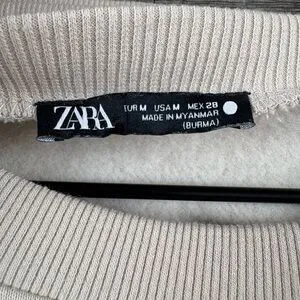 ZARA
EUR M USA M MEX 28
MADE IN MYANMAR
(BURMA)